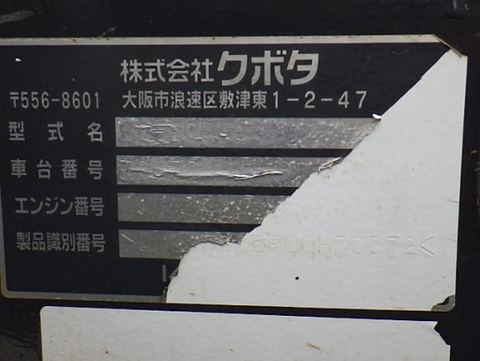 株式会社クボタ
〒556-8601 大阪市浪速区敷津東1-2-47
型式名
車台番号
エンジン番号
製品識別番号